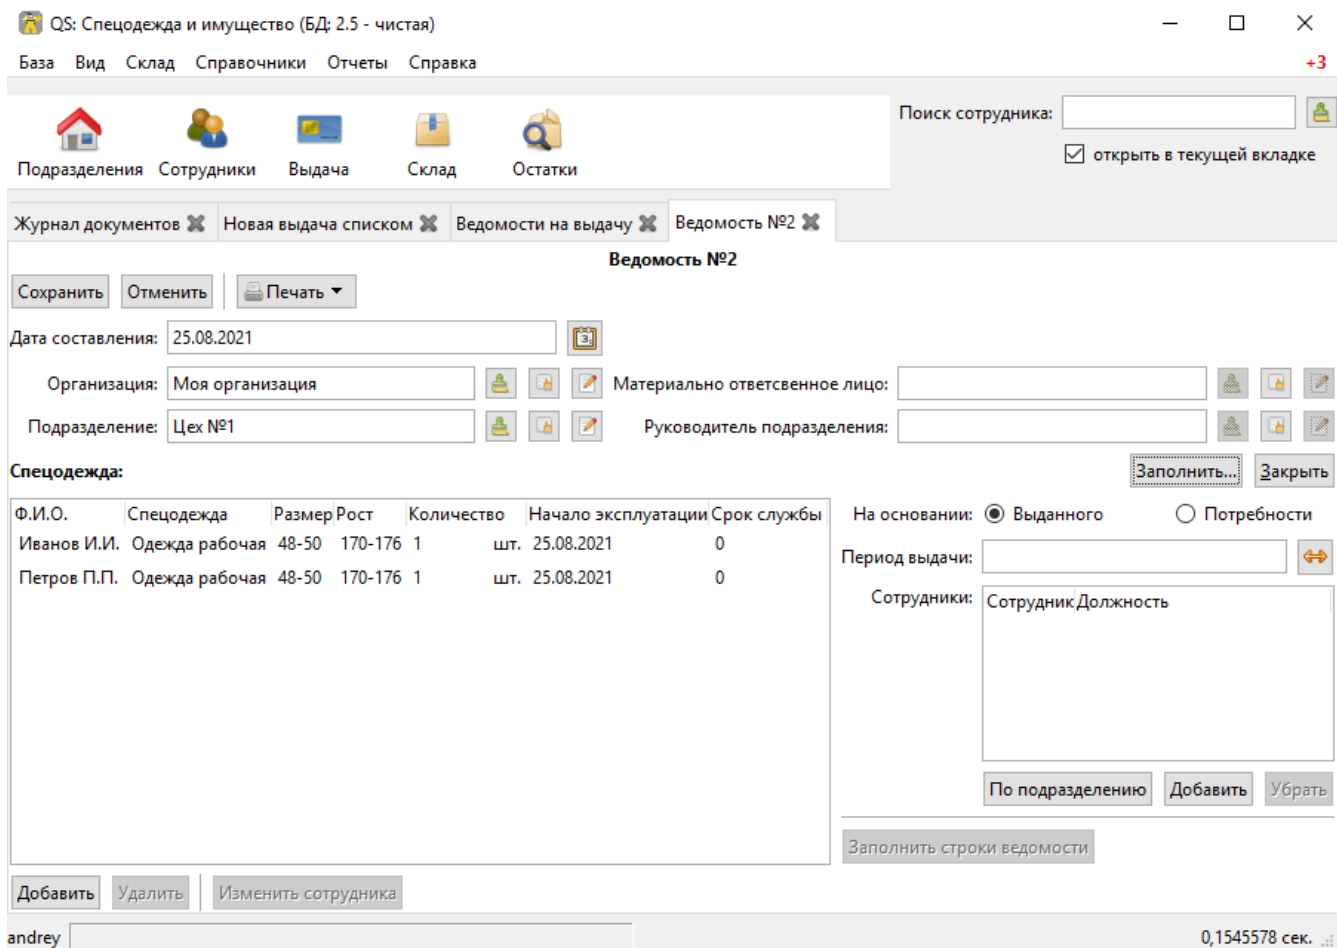 QS: Спецодежда и имущество (БД: 2.5 - чистая)
База Вид Склад Справочники Отчеты Справка +3
Поиск сотрудника:
открыть в текущей вкладке
Подразделения Сотрудники Выдача Склад Остатки
Журнал документов Новая выдача списком Ведомости на выдачу Ведомость №2
Ведомость №2
Сохранить Отменить Печать
Дата составления: 25.08.2021
Организация: Моя организация Материально ответсвенное лицо:
Подразделение: Цех №1 Руководитель подразделения:
Спецодежда: Заполнить... Закрыть
Ф.И.О. Спецодежда Размер Рост Количество Начало эксплуатации Срок службы На основании: Выданного Потребности
Иванов И.И. Одежда рабочая 48-50 170-176 1 шт. 25.08.2021 0
Период выдачи:
Петров П.П. Одежда рабочая 48-50 170-176 1 шт. 25.08.2021 0
Сотрудники: Сотрудник Должность
По подразделению Добавить Убрать
Заполнить строки ведомости
Добавить Удалить Изменить сотрудника
andrey 0,1545578 сек.